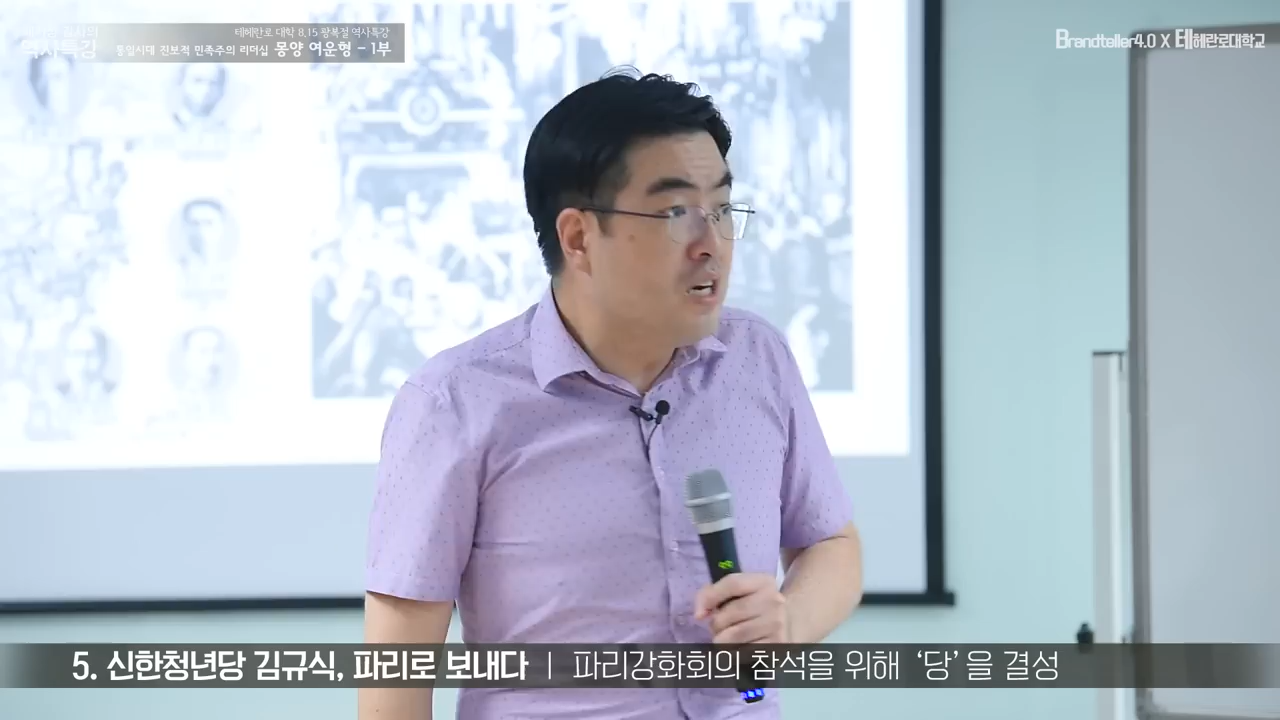 역사특강
테헤란로 대학 8.15 광복절 역사특강
통일시대 진보적 민족주의 리더십 몽양 여운형 - 1부
Brandteller4.0 X 테헤란로대학교
5. 신한청년당 김규식, 파리로 보내다 | 파리강화회의 참석을 위해 ‘당’을 결성